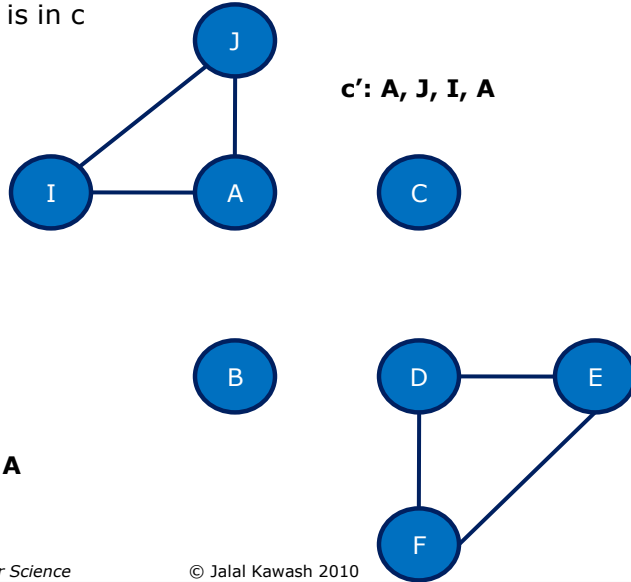 is in c
J
c’: A, J, I, A
I A C
B D E
A
F
r Science © Jalal Kawash 2010